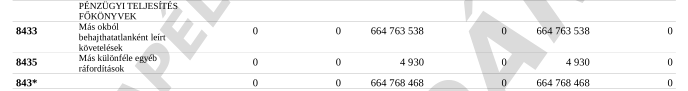 PÉNZÜGYI TELJESÍTÉS
FŐKÖNYVEK
8433 Más okból behajthatatlanként leírt követelések 0 0 664 763 538 0 664 763 538 0
8435 Más különféle egyéb ráfordítások 0 0 4 930 0 4 930 0
843* 0 0 664 768 468 0 664 768 468 0